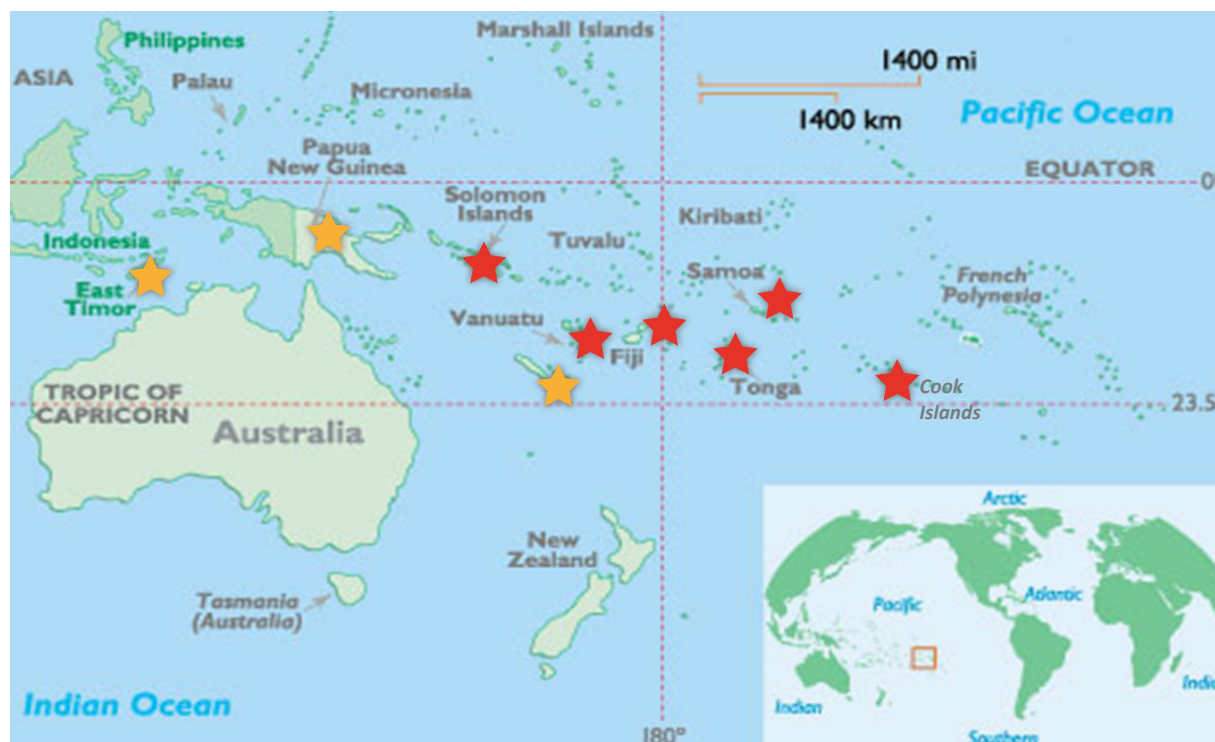 Marshall Islands
Philippines
ASIA
Palau
Micronesia
1400 mi
1400 km
Pacific Ocean
Papua
New Guinea
EQUATOR
0
Solomon
Islands
Kiribati
Tuvalu
Indonesia
East
Timor
Samoa
French
Polynesia
Vanuatu
Fiji
Tonga
Cook
Islands
TROPIC OF
CAPRICORN
23.5
Australia
New
Zealand
Tasmania
(Australia)
Indian Ocean
180°
Arctic
Pacific
Atlantic
Indian
Southern